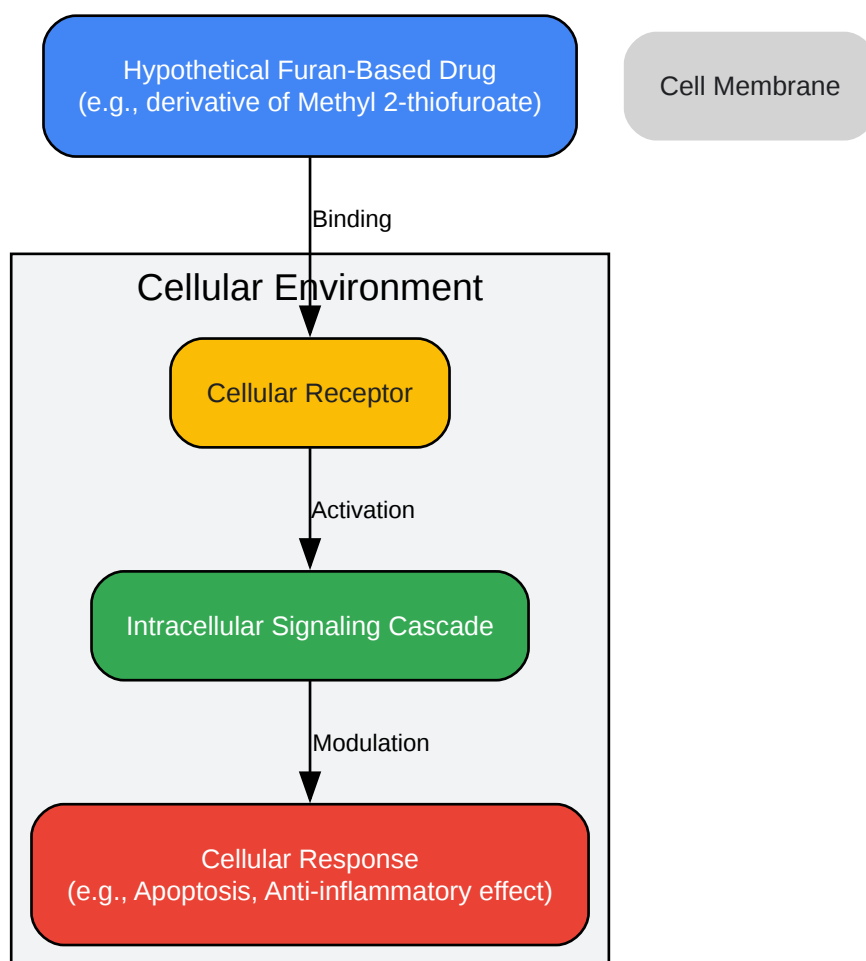 Hypothetical Furan-Based Drug
(e.g., derivative of Methyl 2-thiofuroate)
Cell Membrane
Binding
Cellular Environment
Cellular Receptor
Activation
Intracellular Signaling Cascade
Modulation
Cellular Response
(e.g., Apoptosis, Anti-inflammatory effect)